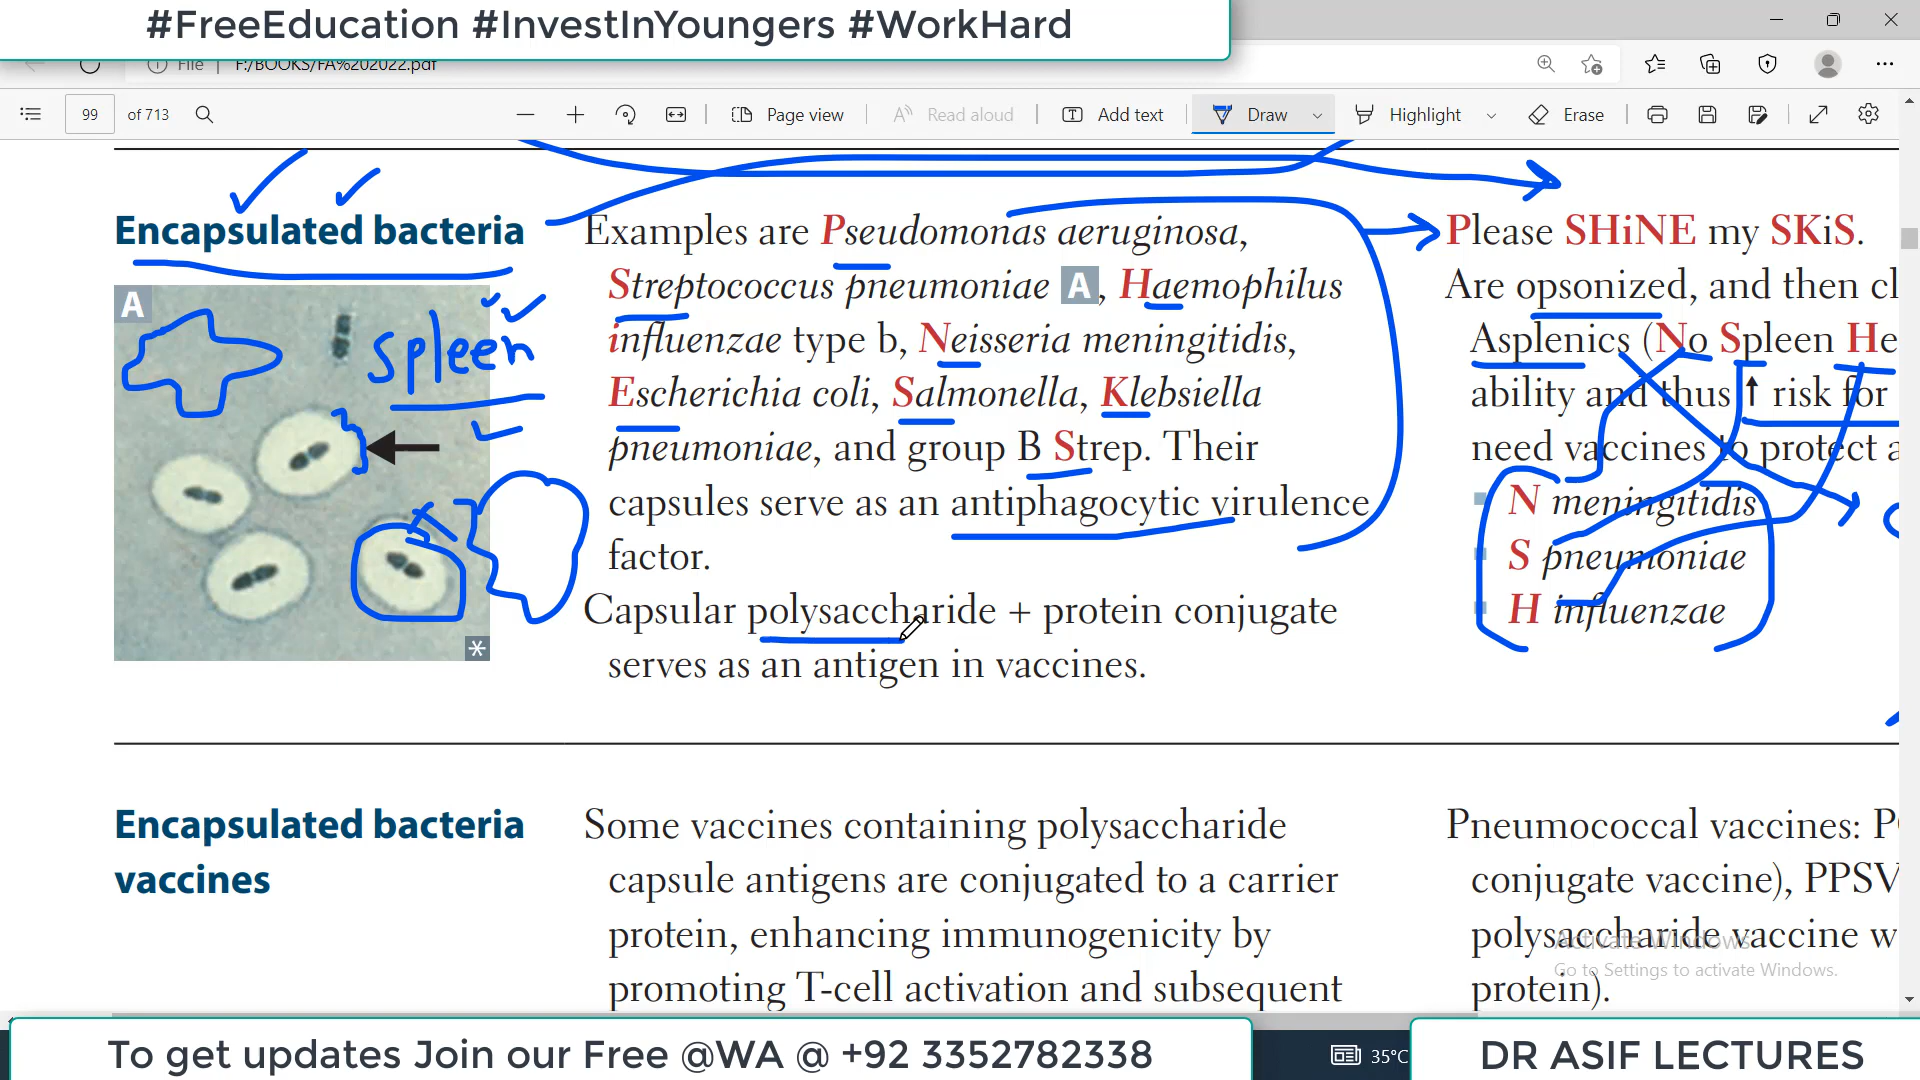 #FreeEducation #InvestInYoungers #WorkHard
File | F:/BOOKS/FA%202022.pdf
99 of 713
Page view
Read aloud
Add text
Draw
Highlight
Erase
Encapsulated bacteria
A
spleen
Examples are Pseudomonas aeruginosa,
Streptococcus pneumoniae A, Haemophilus
influenzae type b, Neisseria meningitidis,
Escherichia coli, Salmonella, Klebsiella
pneumoniae, and group B Strep. Their
capsules serve as an antiphagocytic virulence
factor.
Capsular polysaccharide + protein conjugate
serves as an antigen in vaccines.
Please SHiNE my SKiS.
Are opsonized, and then cl
Asplenics (No Spleen He
ability and thus ↑ risk for
need vaccines to protect a
N meningitidis
S pneumoniae
H influenzae
Encapsulated bacteria
vaccines
Some vaccines containing polysaccharide
capsule antigens are conjugated to a carrier
protein, enhancing immunogenicity by
promoting T-cell activation and subsequent
Pneumococcal vaccines: P
conjugate vaccine), PPSV
polysaccharide vaccine w
protein).
Activate Windows
Go to Settings to activate Windows.
To get updates Join our Free @WA @ +92 3352782338
35°C
DR ASIF LECTURES